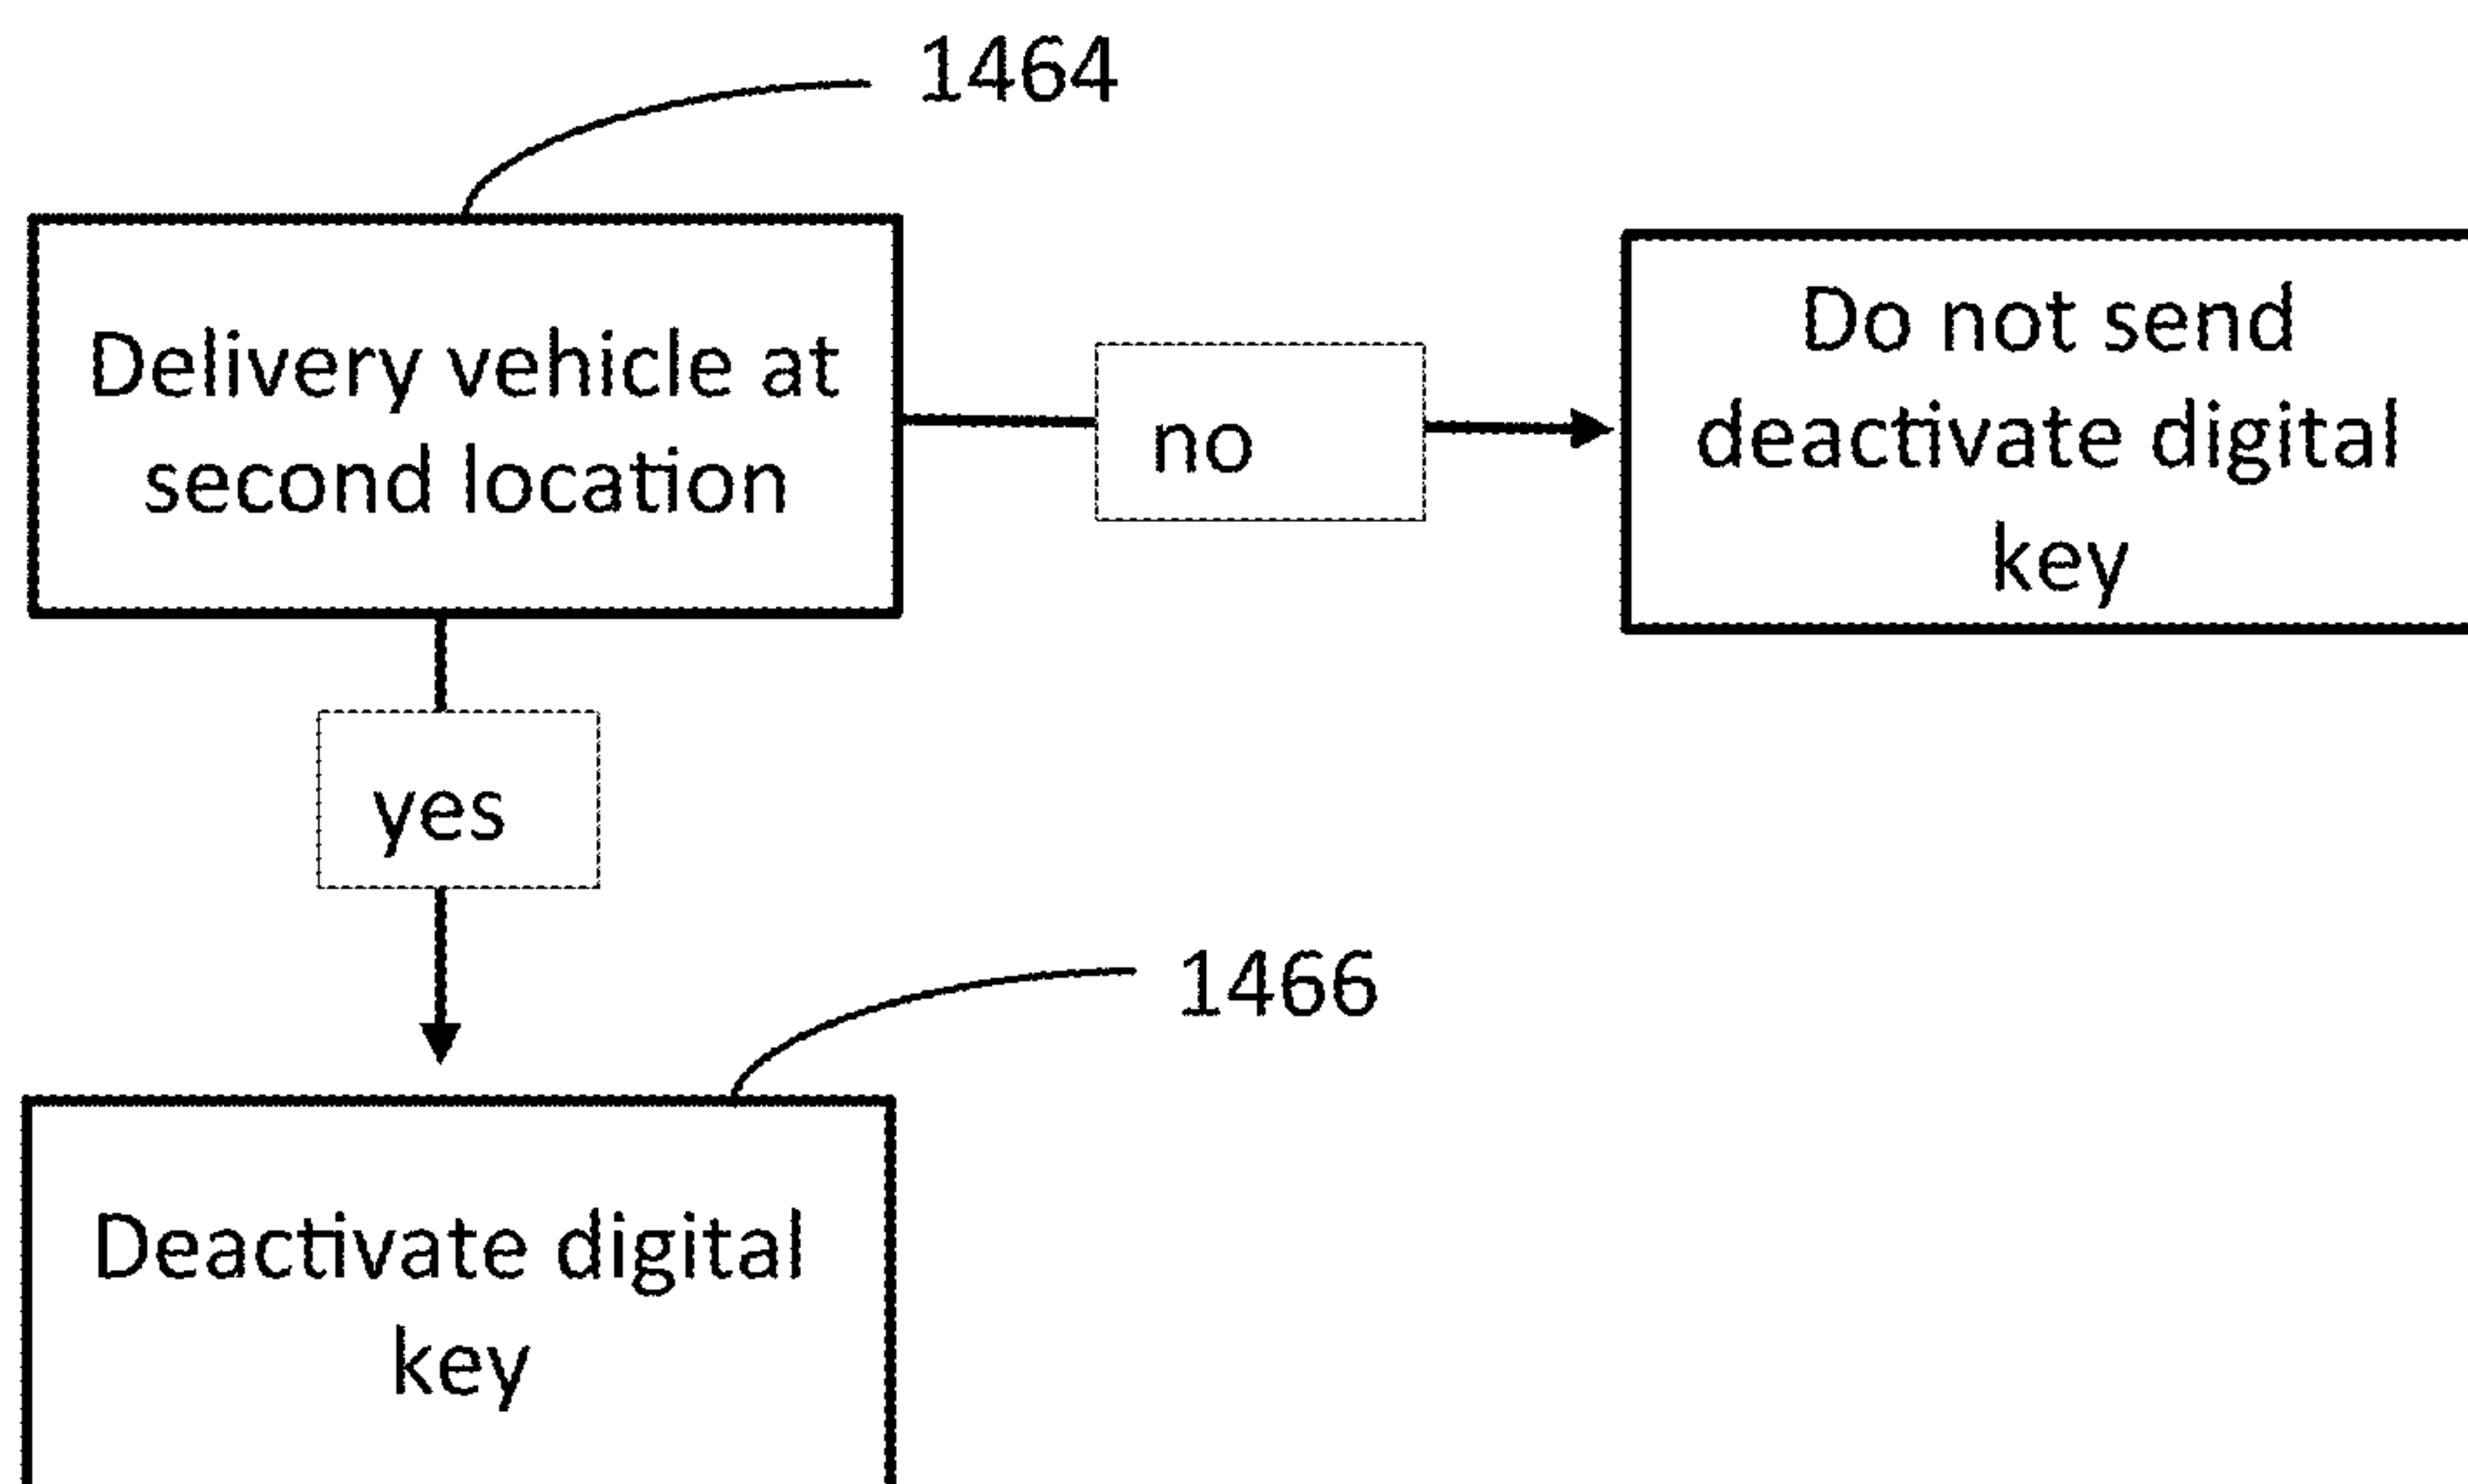 1464
Delivery vehicle at
second location
no
Do not send
deactivate digital
key
yes
1466
Deactivate digital
key